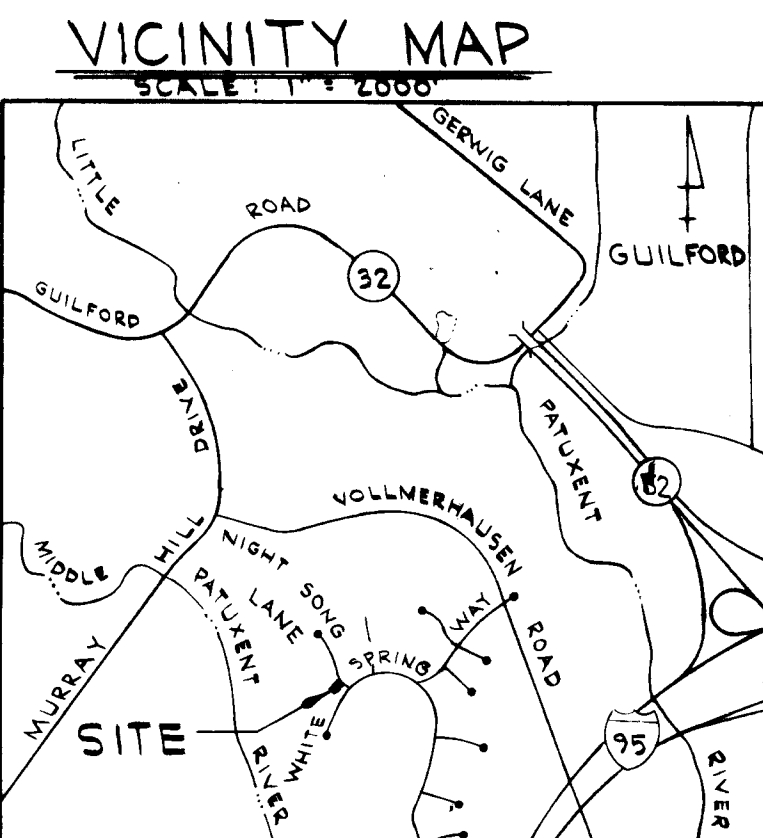 VICINITY MAP
SCALE: 1" = 2000'
LITTLE
GERWIG LANE
ROAD
GUILFORD
32
GUILFORD
DRIVE
PATUXENT
VOLLMERHAUSEN
HILL
NIGHT SONG
LANE
MIDDLE
PATUXENT
WAY
ROAD
SPRING
MURRAY
SITE
WHITE
RIVER
95
RIVER